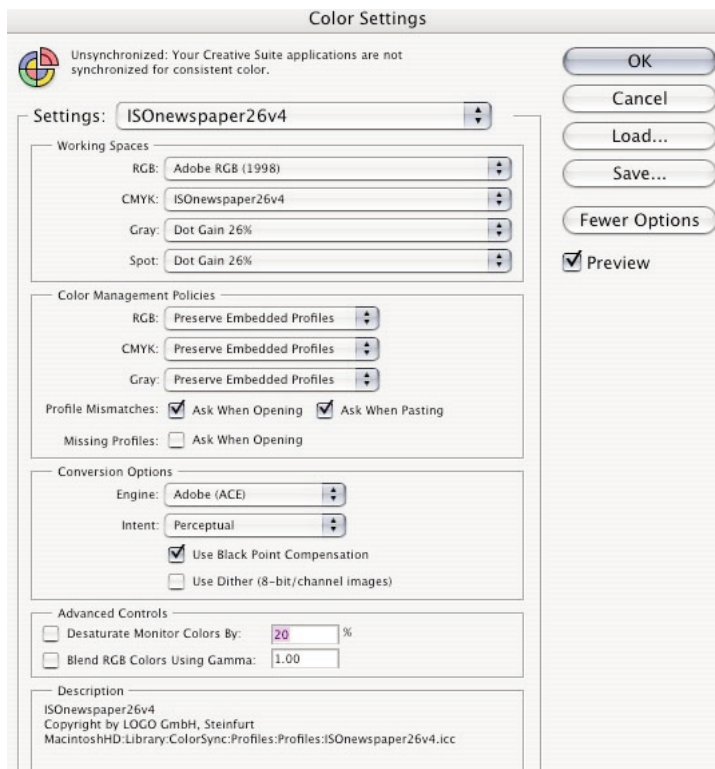 Color Settings
Unsynchronized: Your Creative Suite applications are not
synchronized for consistent color.
OK
Cancel
Load...
Save...
Fewer Options
Preview
Settings: ISOnewspaper26v4
Working Spaces
RGB: Adobe RGB (1998)
CMYK: ISOnewspaper26v4
Gray: Dot Gain 26%
Spot: Dot Gain 26%
Color Management Policies
RGB: Preserve Embedded Profiles
CMYK: Preserve Embedded Profiles
Gray: Preserve Embedded Profiles
Profile Mismatches: Ask When Opening Ask When Pasting
Missing Profiles: Ask When Opening
Conversion Options
Engine: Adobe (ACE)
Intent: Perceptual
Use Black Point Compensation
Use Dither (8-bit/channel images)
Advanced Controls
Desaturate Monitor Colors By: 20 %
Blend RGB Colors Using Gamma: 1.00
Description
ISOnewspaper26v4
Copyright by LOGO GmbH, Steinfurt
MacintoshHD:Library:ColorSync:Profiles:Profiles:ISOnewspaper26v4.icc